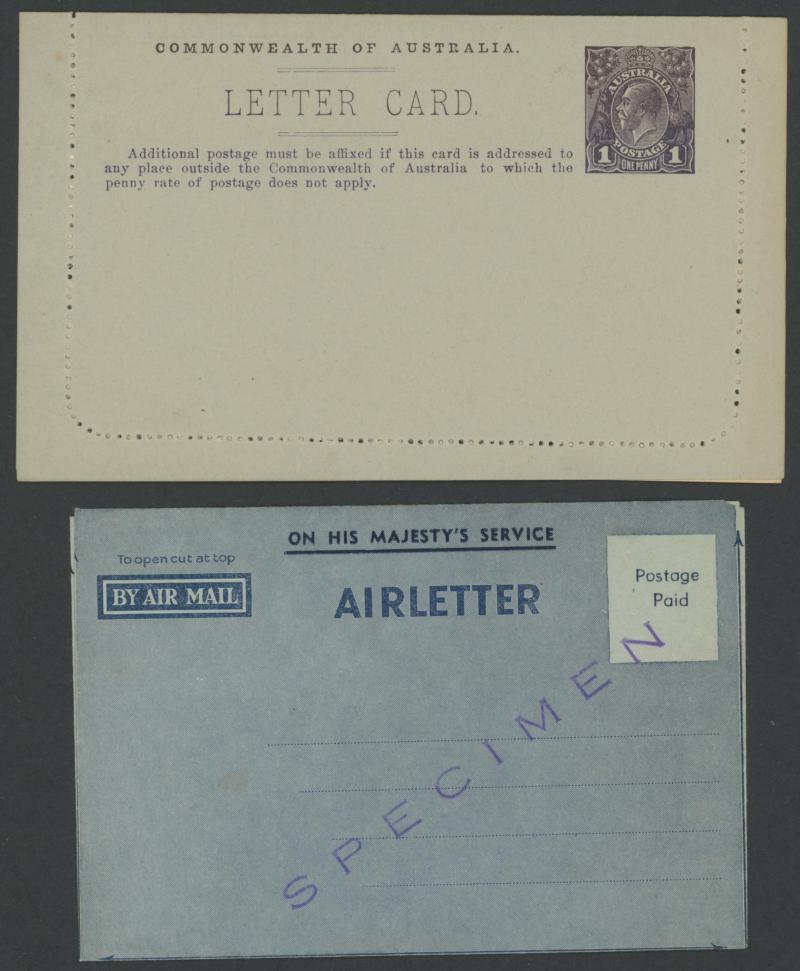 COMMONWEALTH OF AUSTRALIA.
LETTER CARD.
Additional postage must be affixed if this card is addressed to
any place outside the Commonwealth of Australia to which the
penny rate of postage does not apply.
AUSTRALIA
POSTAGE
1 ONE PENNY 1
ON HIS MAJESTY'S SERVICE
To open cut at top
BY AIR MAIL
AIRLETTER
Postage
Paid
SPECIMEN